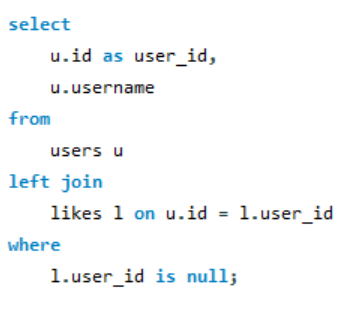 select
u.id as user_id,
u.username
from
users u
left join
likes l on u.id = l.user_id
where
l.user_id is null;